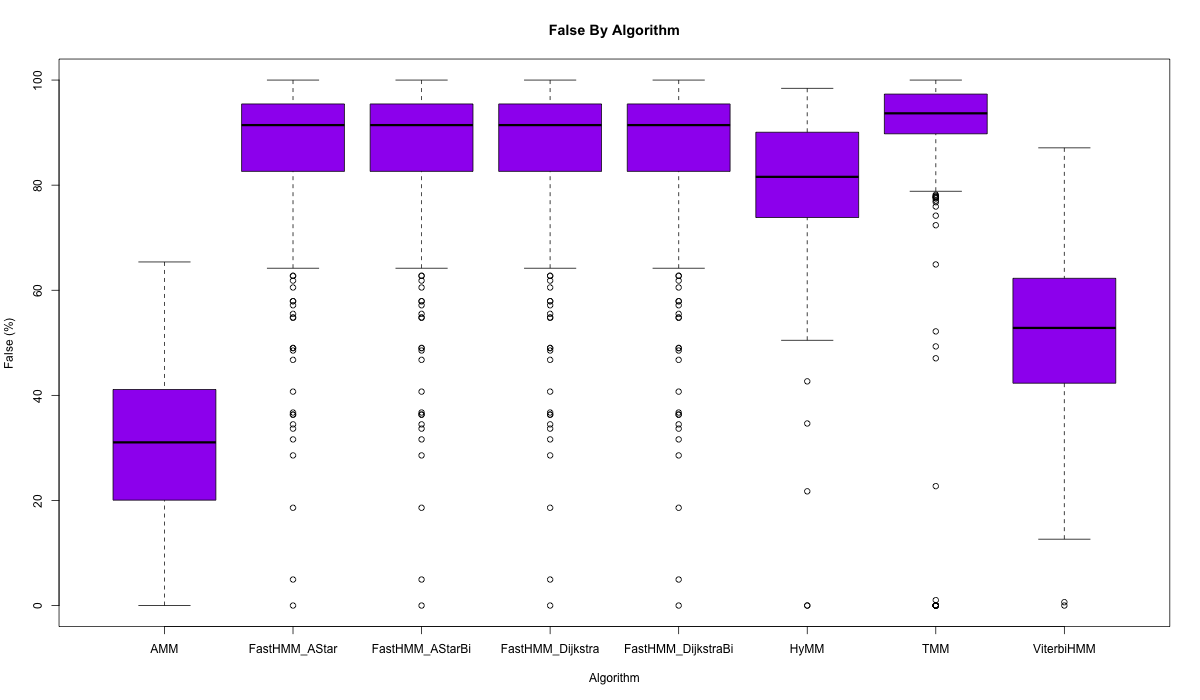 False By Algorithm
False (%)
100
80
60
40
20
0
AMM FastHMM_AStar FastHMM_AStarBi FastHMM_Dijkstra FastHMM_DijkstraBi HyMM TMM ViterbiHMM
Algorithm